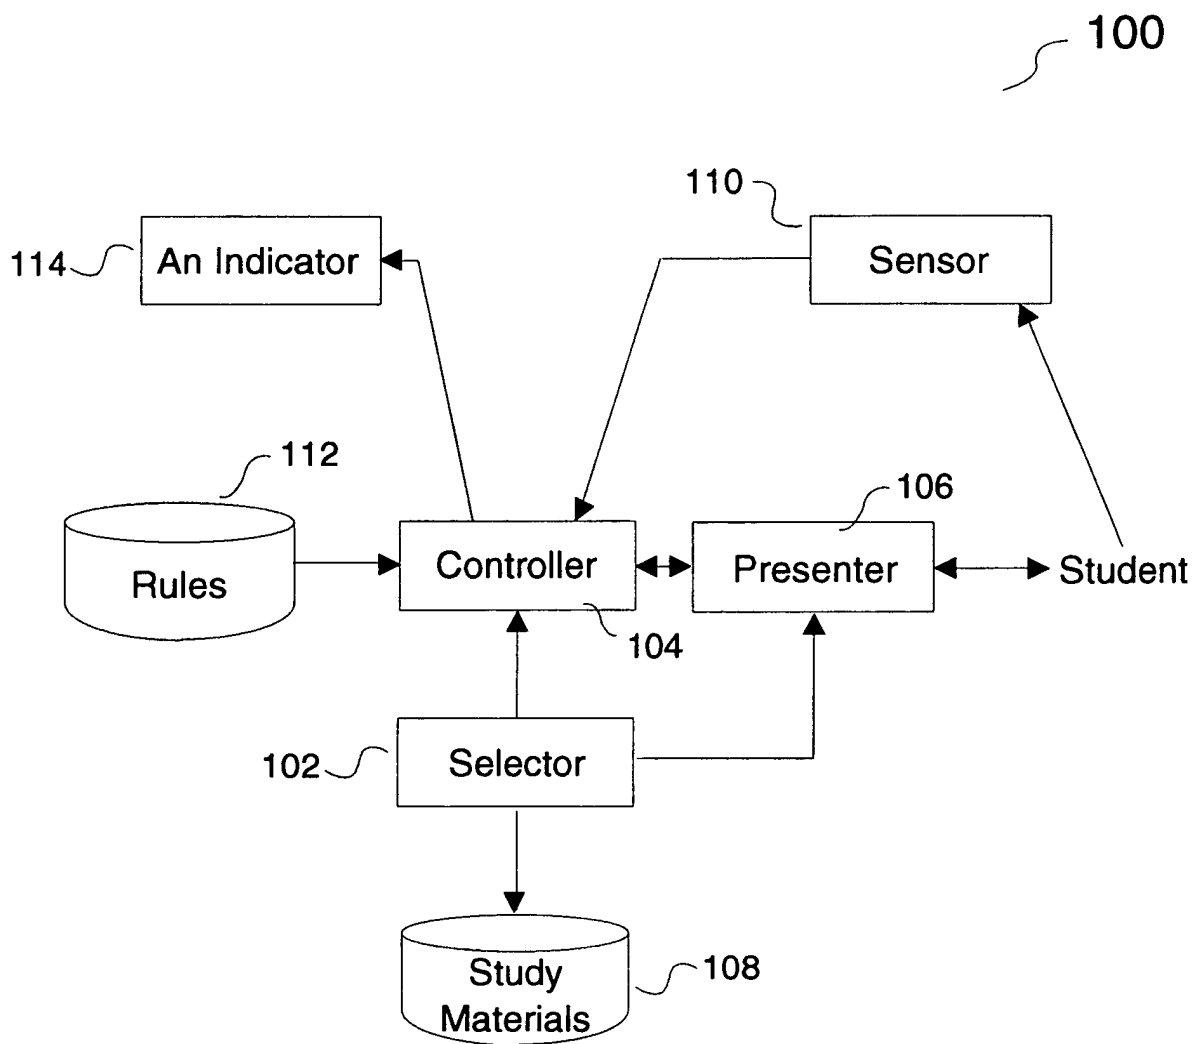 100
110
114
An Indicator
Sensor
112
106
Rules
Controller
Presenter
Student
104
102
Selector
108
Study
Materials